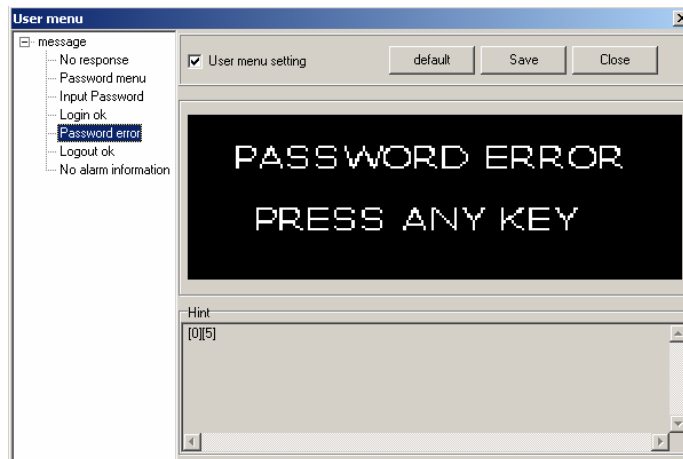 User menu
message
No response
Password menu
Input Password
Login ok
Password error
Logout ok
No alarm information
User menu setting
default
Save
Close
PASSWORD ERROR
PRESS ANY KEY
Hint
[0][5]